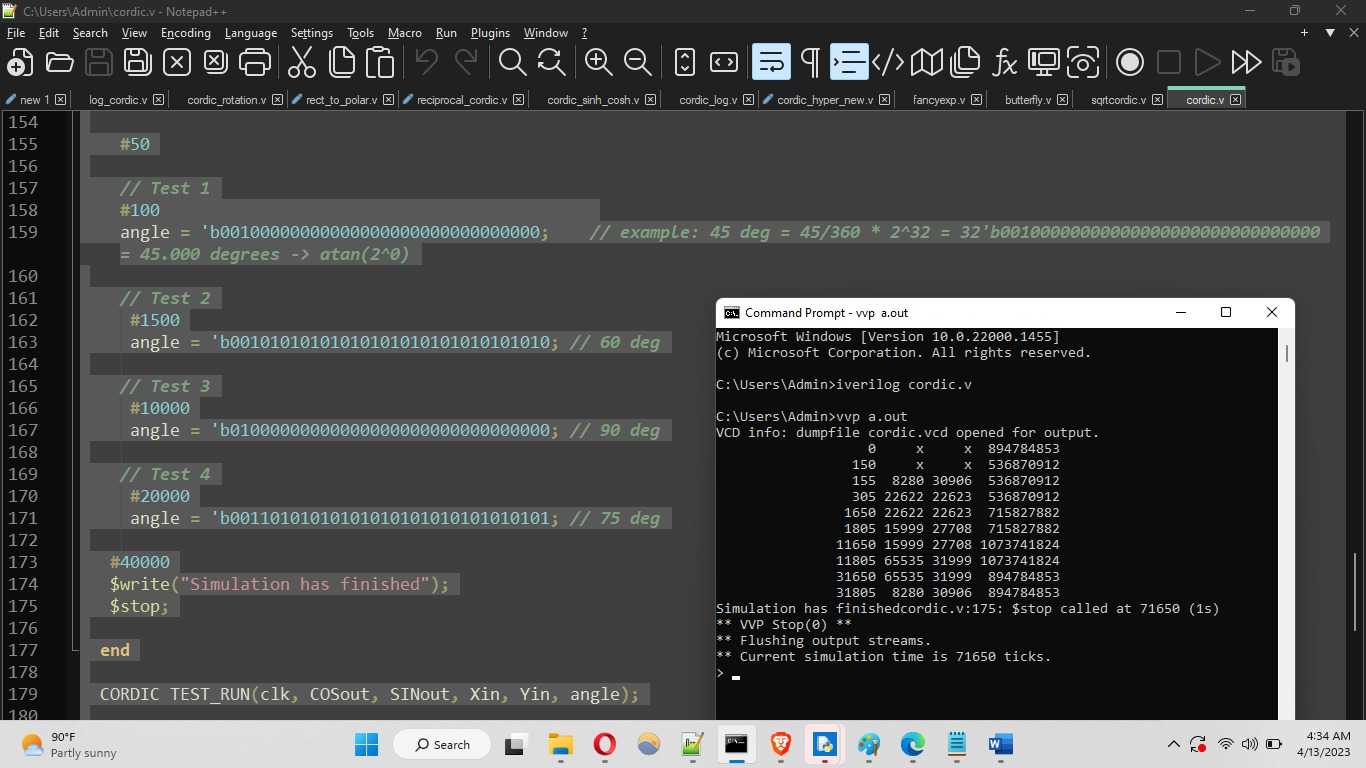 C:\Users\Admin\cordic.v - Notepad++
File Edit Search View Encoding Language Settings Tools Macro Run Plugins Window ?
new 1 log_cordic.v cordic_rotation.v rect_to_polar.v reciprocal_cordic.v cordic_sinh_cosh.v cordic_log.v cordic_hyper_new.v fancyexp.v butterfly.v sqrtcordic.v cordic.v
154
155 #50
156
157 // Test 1
158 #100
159 angle = 'b00100000000000000000000000000000; // example: 45 deg = 45/360 * 2^32 = 32'b00100000000000000000000000000000
= 45.000 degrees -> atan(2^0)
160
161 // Test 2
162 #1500
163 angle = 'b00101010101010101010101010101010; // 60 deg
164
165 // Test 3
166 #10000
167 angle = 'b01000000000000000000000000000000; // 90 deg
168
169 // Test 4
170 #20000
171 angle = 'b00110101010101010101010101010101; // 75 deg
172
173 #40000
174 $write("Simulation has finished");
175 $stop;
176
177 end
178
179 CORDIC TEST_RUN(clk, COSout, SINout, Xin, Yin, angle);
180
Command Prompt - vvp a.out
Microsoft Windows [Version 10.0.22000.1455]
(c) Microsoft Corporation. All rights reserved.
C:\Users\Admin>iverilog cordic.v
C:\Users\Admin>vvp a.out
VCD info: dumpfile cordic.vcd opened for output.
0 x x 894784853
150 x x 536870912
155 8280 30906 536870912
305 22622 22623 536870912
1650 22622 22623 715827882
1805 15999 27708 715827882
11650 15999 27708 1073741824
11805 65535 31999 1073741824
31650 65535 31999 894784853
31805 8280 30906 894784853
Simulation has finishedcordic.v:175: $stop called at 71650 (1s)
** VVP Stop(0) **
** Flushing output streams.
** Current simulation time is 71650 ticks.
>
90°F
Partly sunny
Search
4:34 AM
4/13/2023